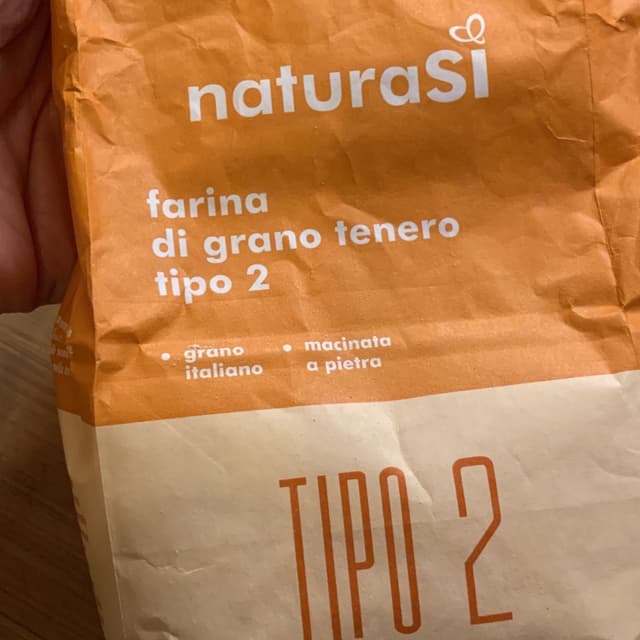 naturaSì
farina
di grano tenero
tipo 2
• grano italiano
• macinata a pietra
TIPO 2